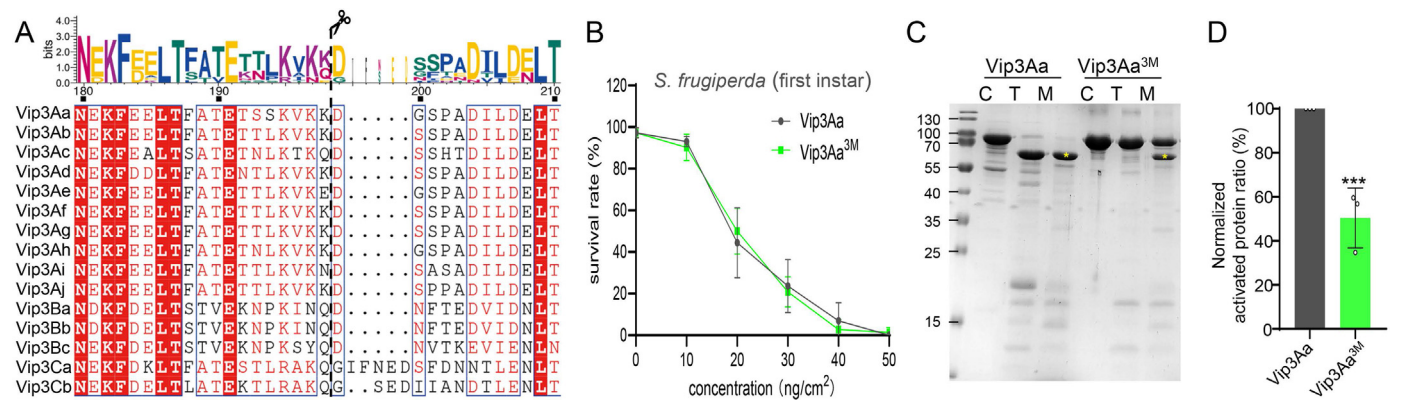 A
bits
4.0
3.0
2.0
1.0
0.0
180 190 200 210
Vip3Aa NEKFEELTFATETSSKVKKD.....GSPADILDELT
Vip3Ab NEKFEELTFATETTLKVKKD.....SSPADILDELT
Vip3Ac NEKFEALTSATETNLKTKQD.....SSHTDILDELT
Vip3Ad NEKFDDLTFATENTLKVKKD.....SSPADILDELT
Vip3Ae NEKFEELTFATETTLKVKKD.....GSPADILDELT
Vip3Af NEKFEELTFATETTLKVKKD.....SSPADILDELT
Vip3Ag NEKFEELTFATETTLKVKKD.....SSPADILDELT
Vip3Ah NEKFEELTFATETNLKVKKD.....GSPADILDELT
Vip3Ai NEKFEELTFATETTLKVKKD.....SASADILDELT
Vip3Aj NEKFEELTFATETTLKVKKD.....SPPADILDELT
Vip3Ba NEKFDELTSTVEKNPKINQD.....NFTEDVIDNLT
Vip3Bb NDKFDELTSTVEKNPKINQD.....NFTEDVIDNLT
Vip3Bc NEKFDELTSTVEKNPKSYQD.....NVTKEVIENLN
Vip3Ca NEKFDKLTFATESTLRAKQGIFNEDSFDNNTLENLT
Vip3Cb NEKFDELTLATEKTLRAKQG..SEDIIANDTLENLT
B
S. frugiperda (first instar)
Vip3Aa
Vip3Aa3M
survival rate (%)
120
100
80
60
40
20
0
0 10 20 30 40 50
concentration (ng/cm2)
C
Vip3Aa Vip3Aa3M
C T M C T M
130
100
70
55
40
35
25
15
* *
D
Normalized
activated protein ratio (%)
100
80
60
40
20
0
***
Vip3Aa
Vip3Aa3M